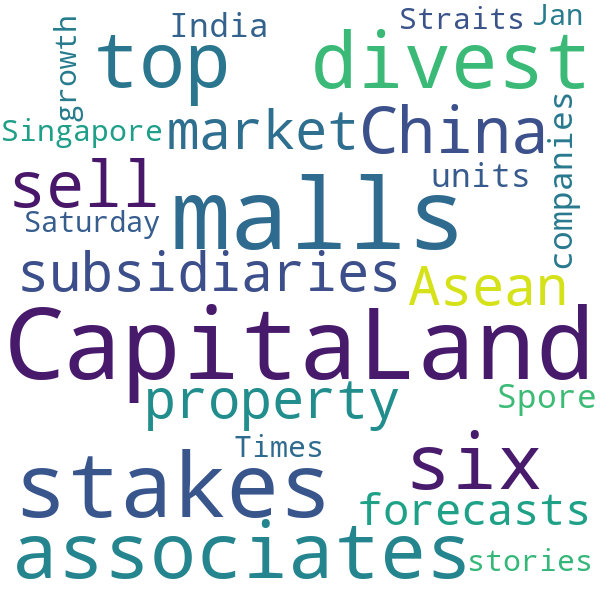 growth
India
Straits
Jan
top
divest
Singapore
market
China
companies
sell
malls
units
Saturday
subsidiaries
Asean
CapitaLand
property
Spore
Times
six
stakes
forecasts
associates
stories